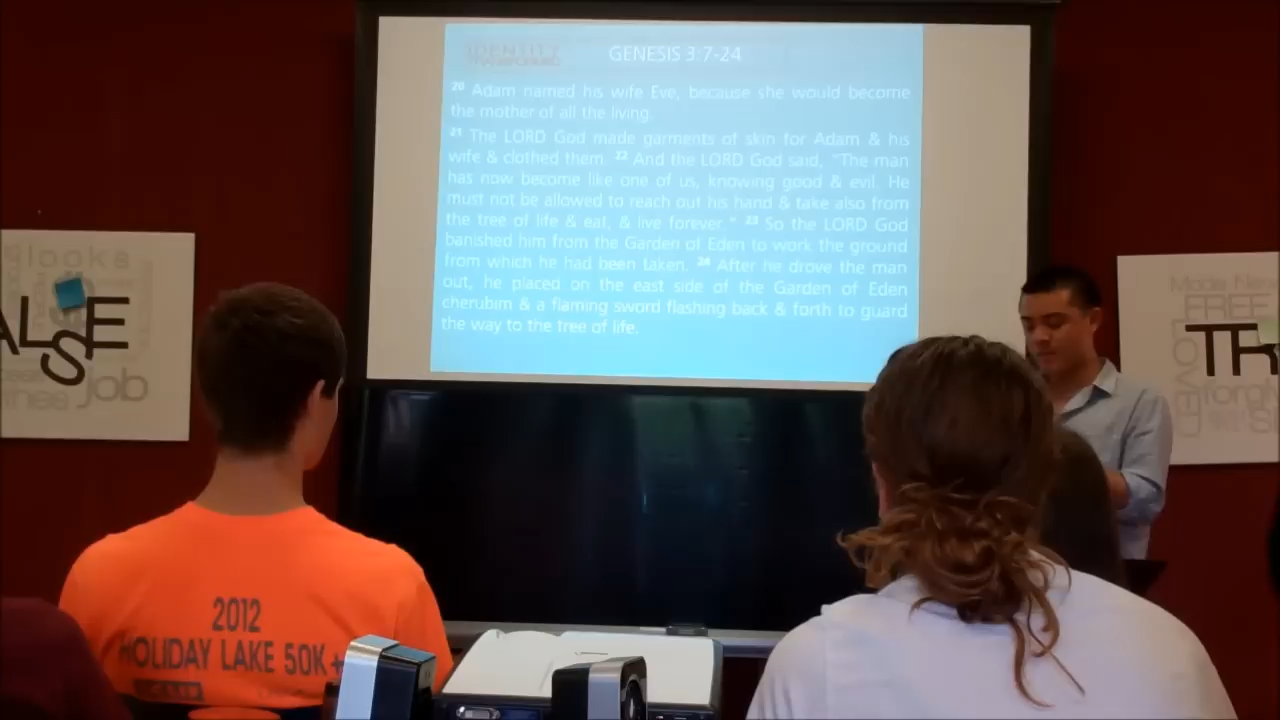 IDENTITY
GENESIS 3:7-24
20 Adam named his wife Eve, because she would become
the mother of all the living.
21 The LORD God made garments of skin for Adam & his
wife & clothed them. 22 And the LORD God said, "The man
has now become like one of us, knowing good & evil. He
must not be allowed to reach out his hand & take also from
the tree of life & eat, & live forever." 23 So the LORD God
banished him from the Garden of Eden to work the ground
from which he had been taken. 24 After he drove the man
out, he placed on the east side of the Garden of Eden
cherubim & a flaming sword flashing back & forth to guard
the way to the tree of life.
looks
ALSE
job
Made New
FREE
TR
LOVE
forgi
2012
HOLIDAY LAKE 50K+